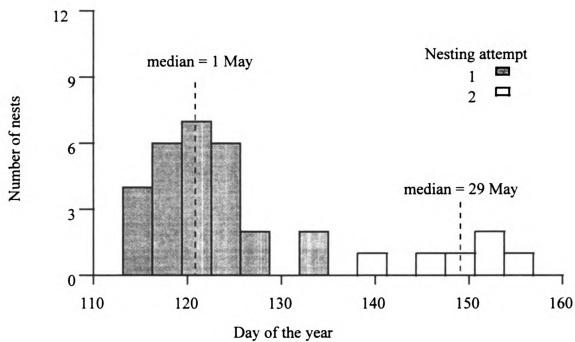 Number of nests
12
9
6
3
0
median = 1 May
Nesting attempt
1
2
median = 29 May
110
120
130
140
150
160
Day of the year